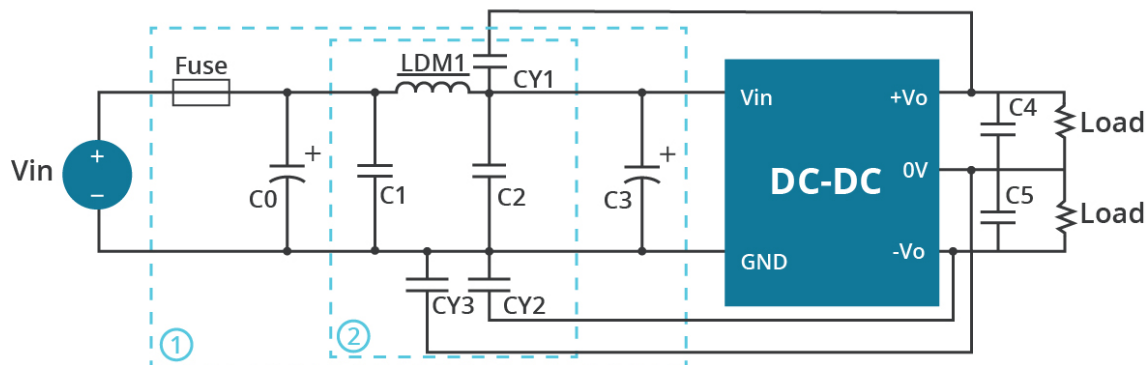 Fuse
LDM1
CY1
Vin
+
−
C0
+
C1
C2
C3
+
Vin
GND
DC-DC
+Vo
0V
-Vo
C4
C5
Load
Load
CY3
CY2
1
2